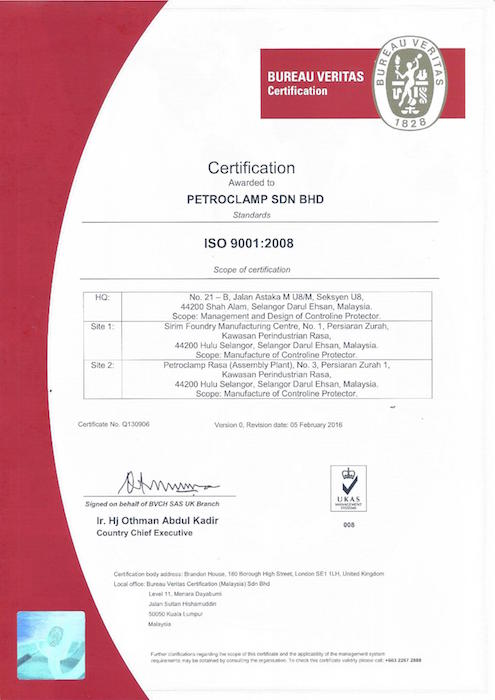 BUREAU VERITAS
Certification
BUREAU VERITAS
1828
Certification
Awarded to
PETROCLAMP SDN BHD
Standards
ISO 9001:2008
Scope of certification
HQ: No. 21 – B, Jalan Astaka M U8/M, Seksyen U8,
44200 Shah Alam, Selangor Darul Ehsan, Malaysia.
Scope: Management and Design of Controline Protector.
Site 1: Sirim Foundry Manufacturing Centre, No. 1, Persiaran Zurah,
Kawasan Perindustrian Rasa,
44200 Hulu Selangor, Selangor Darul Ehsan, Malaysia.
Scope: Manufacture of Controline Protector.
Site 2: Petroclamp Rasa (Assembly Plant), No. 3, Persiaran Zurah 1,
Kawasan Perindustrian Rasa,
44200 Hulu Selangor, Selangor Darul Ehsan, Malaysia.
Scope: Manufacture of Controline Protector.
Certificate No. Q130906 Version 0, Revision date: 05 February 2016
Signed on behalf of BVCH SAS UK Branch
Ir. Hj Othman Abdul Kadir
Country Chief Executive
UKAS
MANAGEMENT
SYSTEMS
008
Certification body address: Brandon House, 180 Borough High Street, London SE1 1LH, United Kingdom
Local office: Bureau Veritas Certification (Malaysia) Sdn Bhd
Level 11, Menara Dayabumi
Jalan Sultan Hishamuddin
50050 Kuala Lumpur
Malaysia
Further clarifications regarding the scope of this certificate and the applicability of the management system
requirements may be obtained by consulting the organisation. To check this certificate validity please call: +603 2267 2888